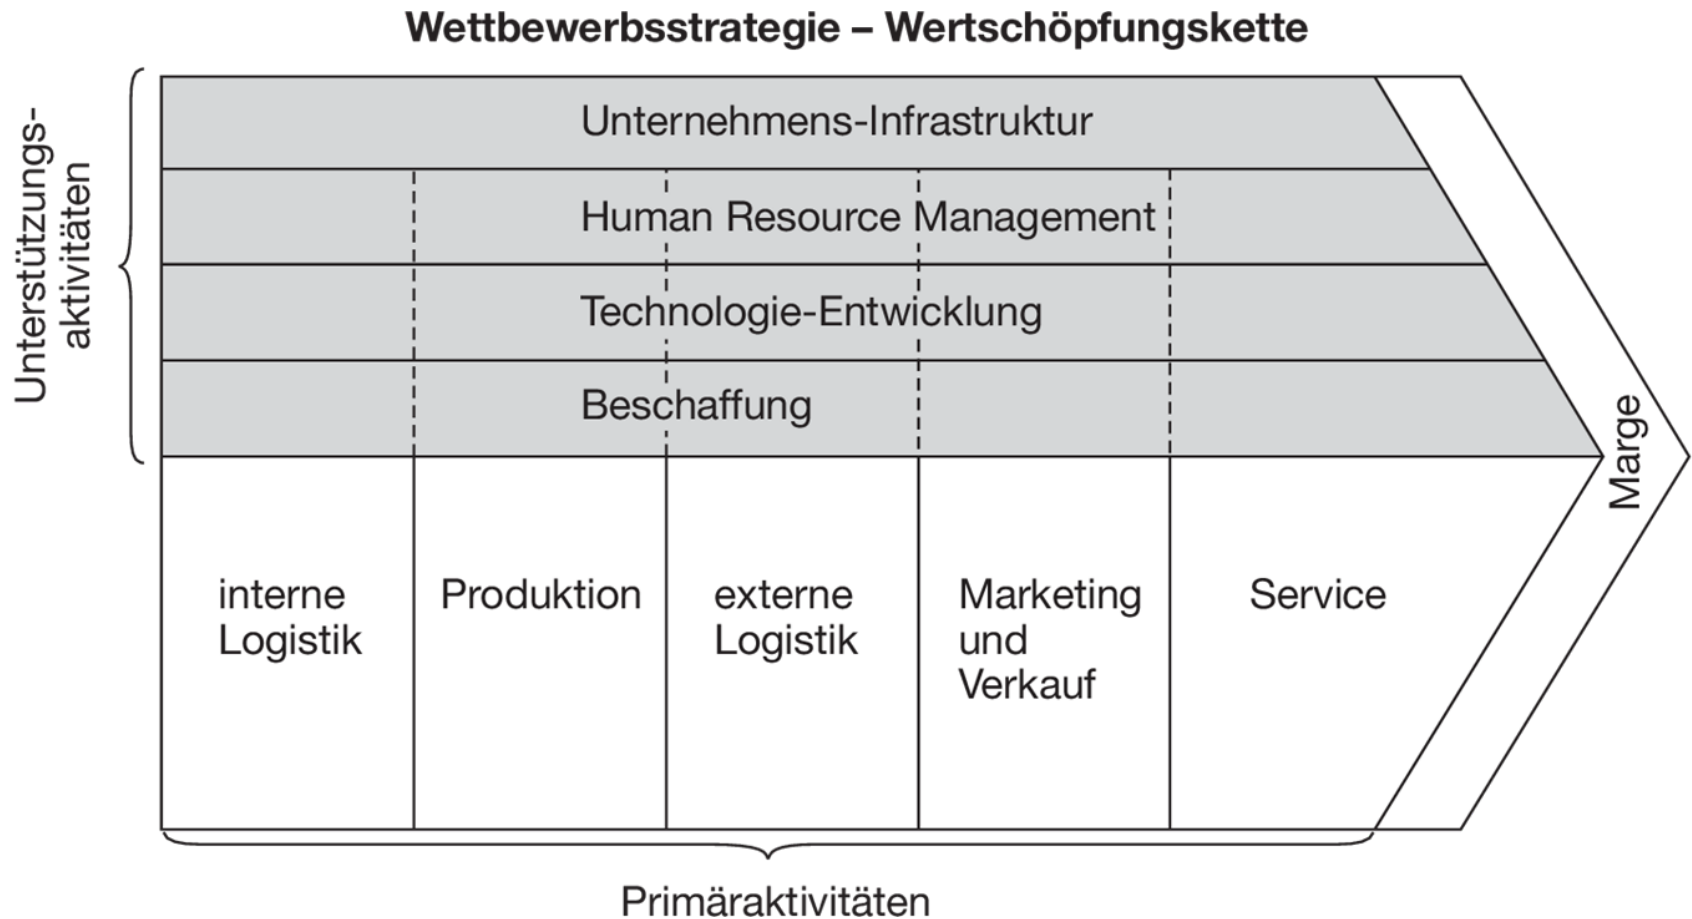 Wettbewerbsstrategie – Wertschöpfungskette
Unterstützungs-
aktivitäten
Unternehmens-Infrastruktur
Human Resource Management
Technologie-Entwicklung
Beschaffung
Marge
interne
Logistik
Produktion
externe
Logistik
Marketing
und
Verkauf
Service
Primäraktivitäten